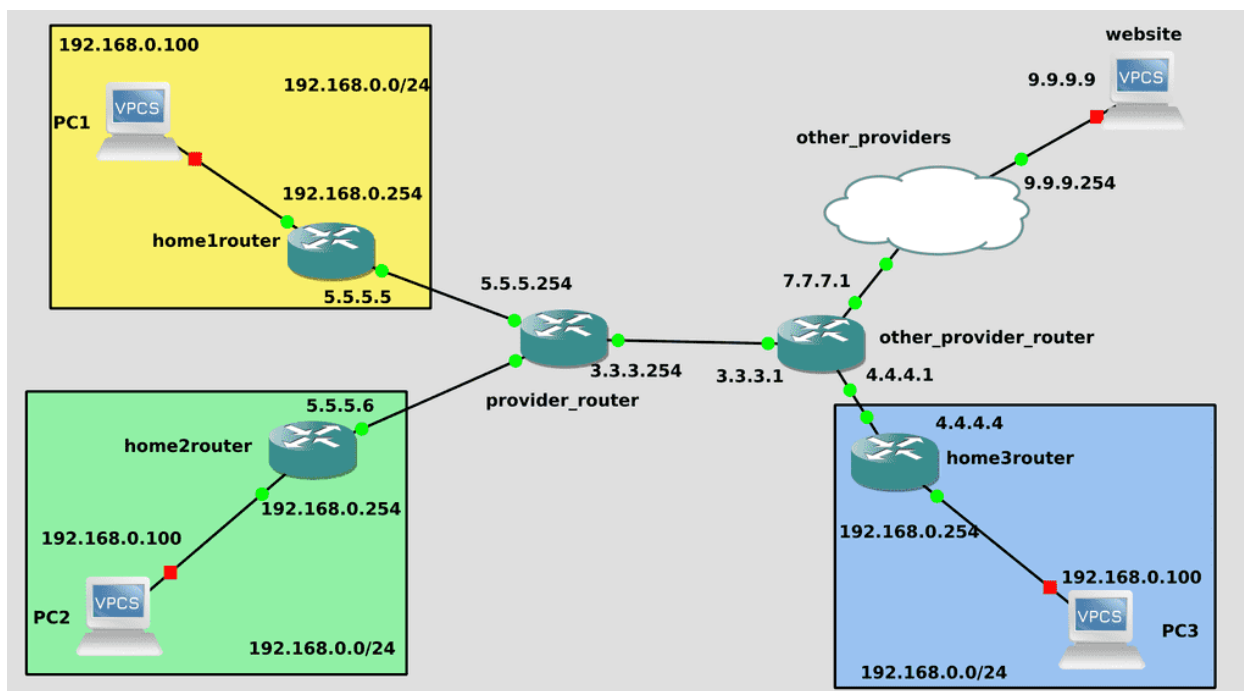 192.168.0.100
192.168.0.0/24
VPCS
PC1
192.168.0.254
home1router
5.5.5.5
website
9.9.9.9
VPCS
other_providers
9.9.9.254
5.5.5.254
7.7.7.1
3.3.3.254
provider_router
3.3.3.1
other_provider_router
4.4.4.1
5.5.5.6
home2router
192.168.0.254
192.168.0.100
VPCS
PC2
192.168.0.0/24
4.4.4.4
home3router
192.168.0.254
192.168.0.100
VPCS
PC3
192.168.0.0/24